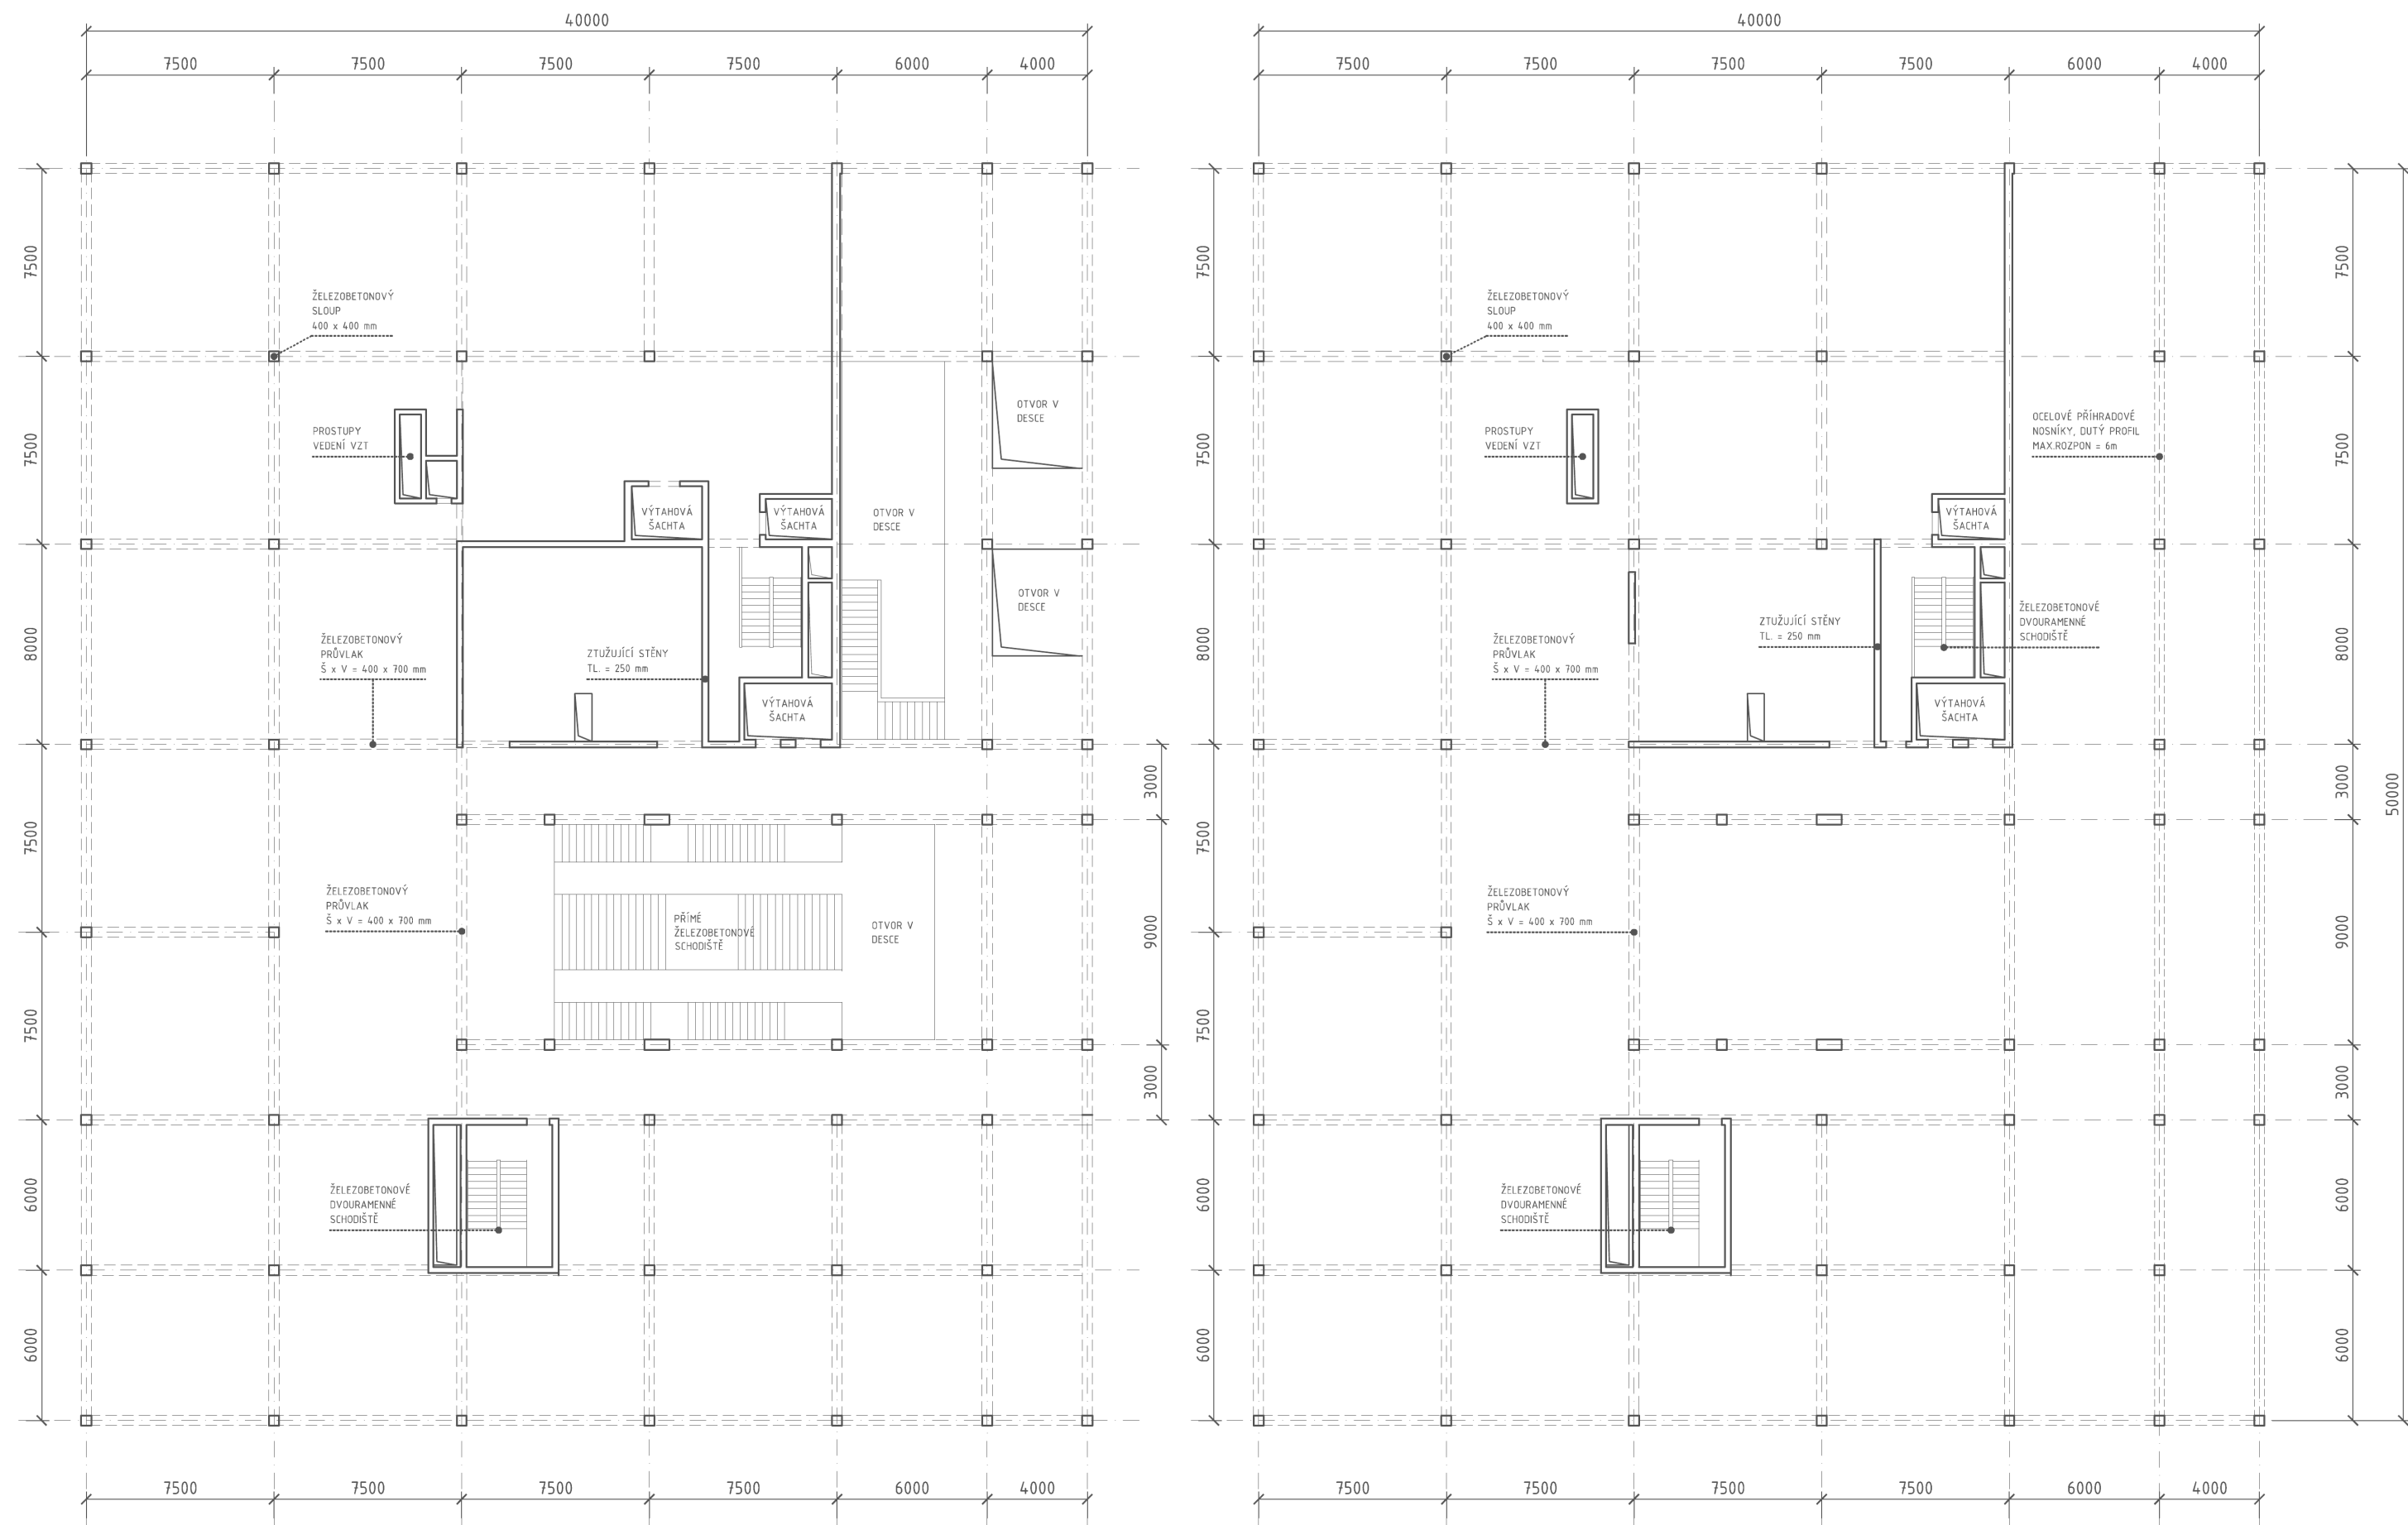 40000
7500 7500 7500 7500 6000 4000
7500
7500
8000
7500
7500
6000
6000
ŽELEZOBETONOVÝ
SLOUP
400 x 400 mm
PROSTUPY
VEDENÍ VZT
VÝTAHOVÁ
ŠACHTA
VÝTAHOVÁ
ŠACHTA
OTVOR V
DESCE
OTVOR V
DESCE
OTVOR V
DESCE
ŽELEZOBETONOVÝ
PRŮVLAK
Š x V = 400 x 700 mm
ZTUŽUJÍCÍ STĚNY
TL. = 250 mm
VÝTAHOVÁ
ŠACHTA
ŽELEZOBETONOVÝ
PRŮVLAK
Š x V = 400 x 700 mm
PŘÍMÉ
ŽELEZOBETONOVÉ
SCHODIŠTĚ
OTVOR V
DESCE
ŽELEZOBETONOVÉ
DVOURAMENNÉ
SCHODIŠTĚ
3000
9000
3000
7500 7500 7500 7500 6000 4000
40000
7500 7500 7500 7500 6000 4000
7500
7500
8000
7500
7500
6000
6000
ŽELEZOBETONOVÝ
SLOUP
400 x 400 mm
PROSTUPY
VEDENÍ VZT
OCELOVÉ PŘÍHRADOVÉ
NOSNÍKY, DUTÝ PROFIL
MAX.ROZPON = 6m
VÝTAHOVÁ
ŠACHTA
ZTUŽUJÍCÍ STĚNY
TL. = 250 mm
ŽELEZOBETONOVÉ
DVOURAMENNÉ
SCHODIŠTĚ
ŽELEZOBETONOVÝ
PRŮVLAK
Š x V = 400 x 700 mm
VÝTAHOVÁ
ŠACHTA
ŽELEZOBETONOVÝ
PRŮVLAK
Š x V = 400 x 700 mm
ŽELEZOBETONOVÉ
DVOURAMENNÉ
SCHODIŠTĚ
7500
7500
8000
3000
9000
3000
6000
6000
50000
7500 7500 7500 7500 6000 4000